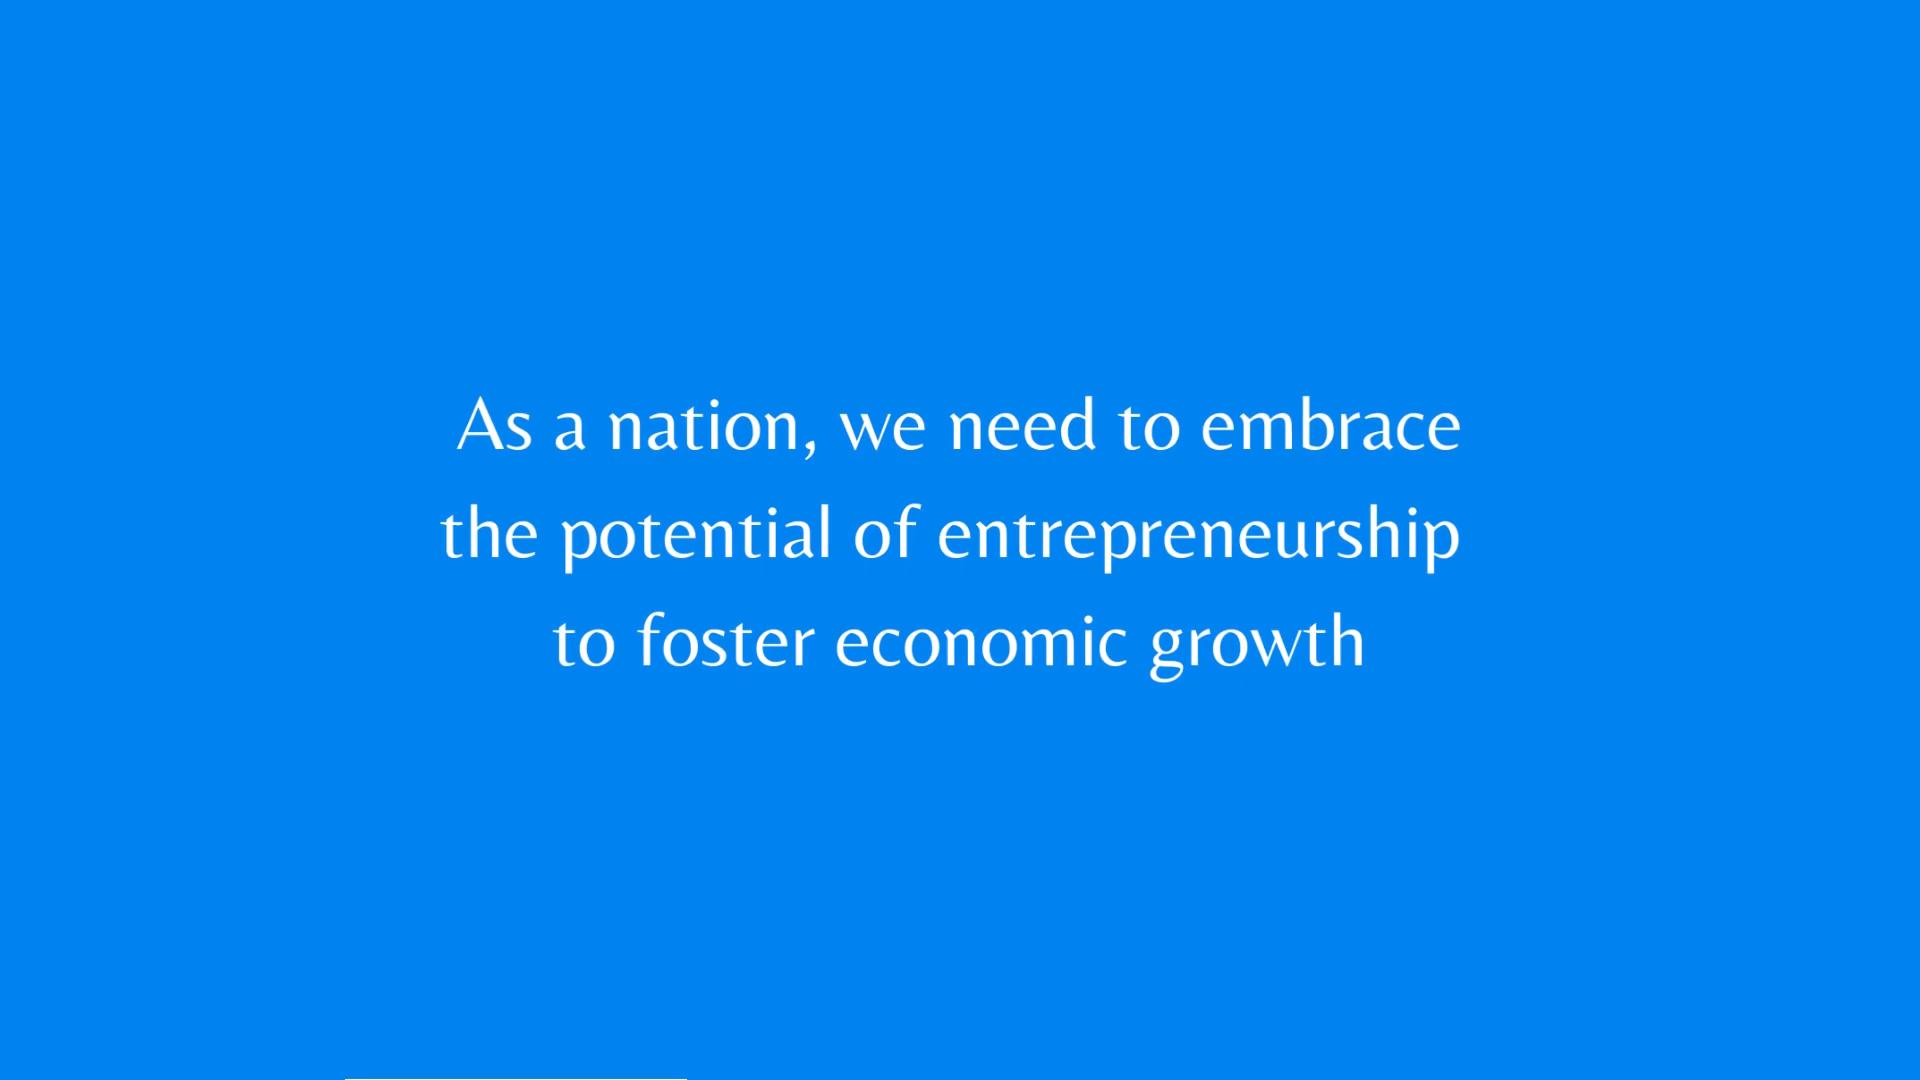 As a nation, we need to embrace
the potential of entrepreneurship
to foster economic growth